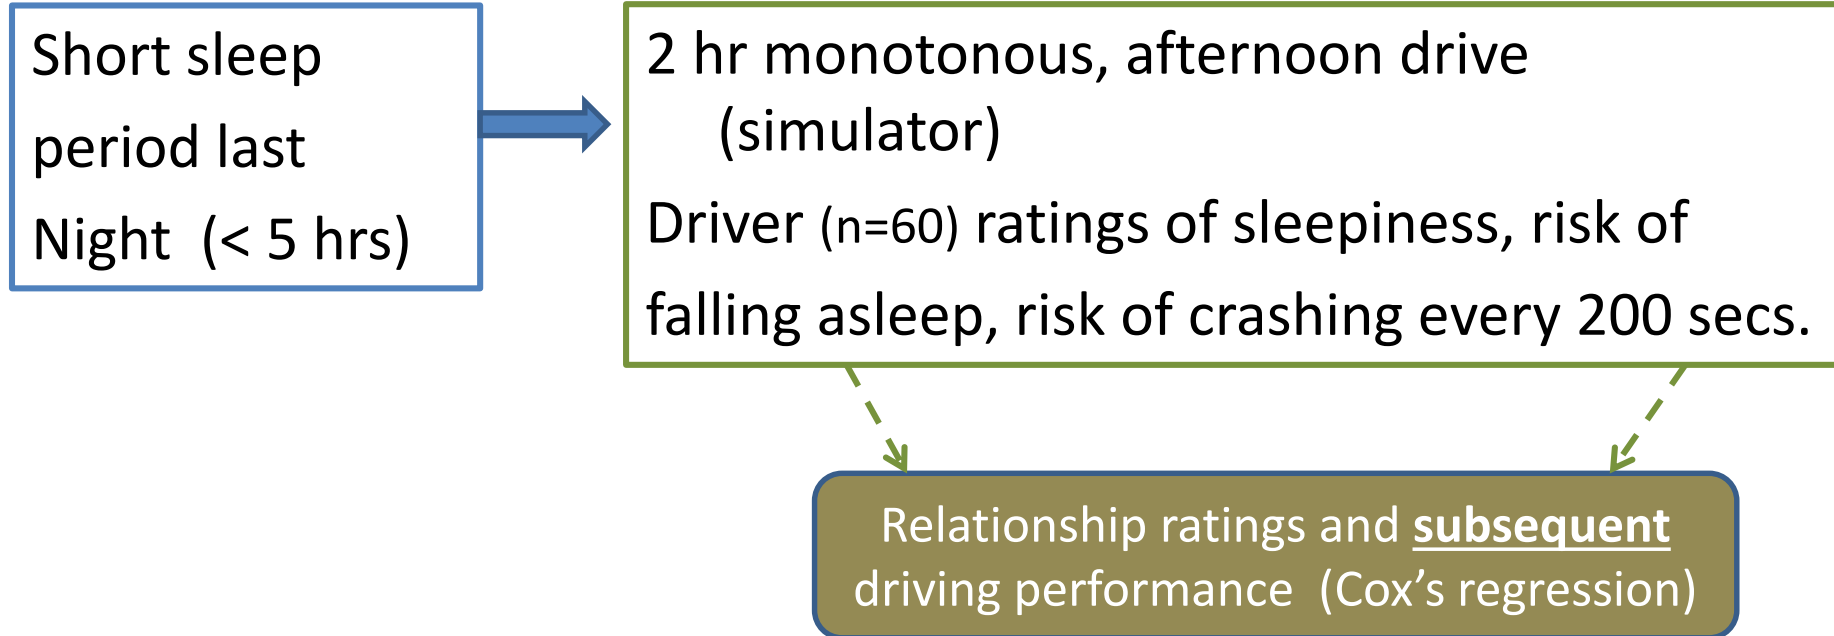 Short sleep
period last
Night  (< 5 hrs)
2 hr monotonous, afternoon drive
(simulator)
Driver (n=60) ratings of sleepiness, risk of
falling asleep, risk of crashing every 200 secs.
Relationship ratings and subsequent
driving performance  (Cox’s regression)